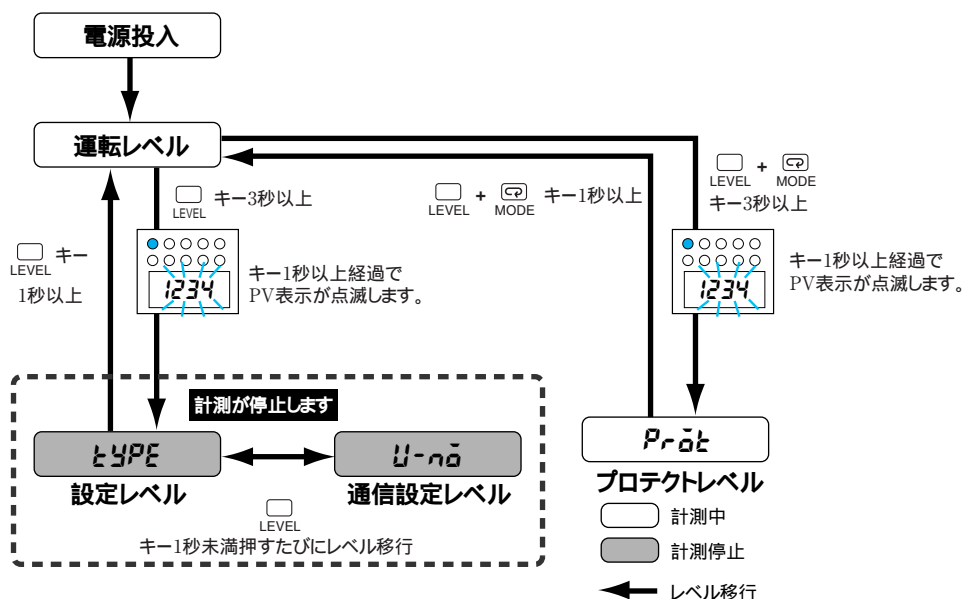 電源投入
運転レベル
LEVEL キー3秒以上
LEVEL + MODE キー1秒以上
LEVEL + MODE
キー3秒以上
LEVEL キー
1秒以上
1234
キー1秒以上経過で
PV表示が点滅します。
1234
キー1秒以上経過で
PV表示が点滅します。
計測が停止します
tYPE
U-no
Prot
設定レベル
通信設定レベル
プロテクトレベル
LEVEL
キー1秒未満押すたびにレベル移行
計測中
計測停止
レベル移行